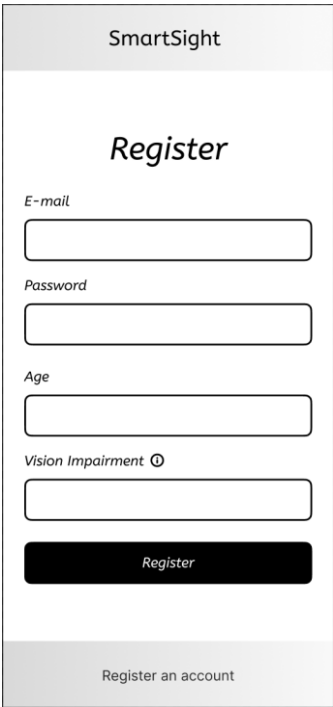 SmartSight
Register
E-mail
Password
Age
Vision Impairment
Register
Register an account